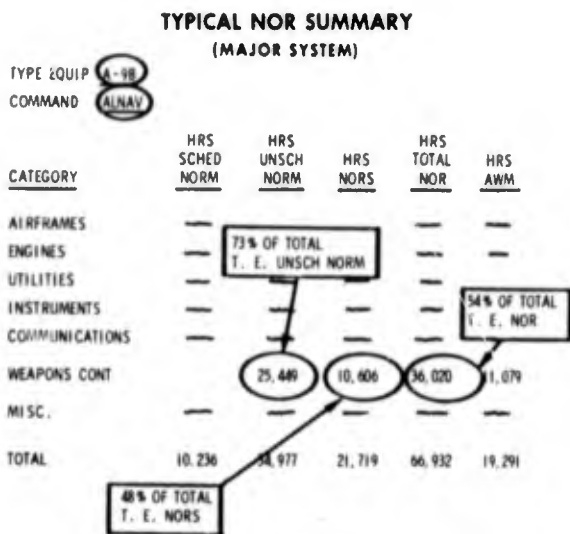 TYPICAL NOR SUMMARY
(MAJOR SYSTEM)
TYPE EQUIP A-9B
COMMAND ALNAV
CATEGORY HRS SCHED NORM HRS UNSCH NORM HRS NORS HRS TOTAL NOR HRS AWM
AIRFRAMES — — —
73% OF TOTAL
T. E. UNSCH NORM
ENGINES — — —
UTILITIES — — — —
54% OF TOTAL
T. E. NOR
INSTRUMENTS — — — —
COMMUNICATIONS — — — —
WEAPONS CONT 25,449 10,606 36,020 11,079
MISC. — — — — —
TOTAL 10,236 34,977 21,719 66,932 19,291
48% OF TOTAL
T. E. NORS